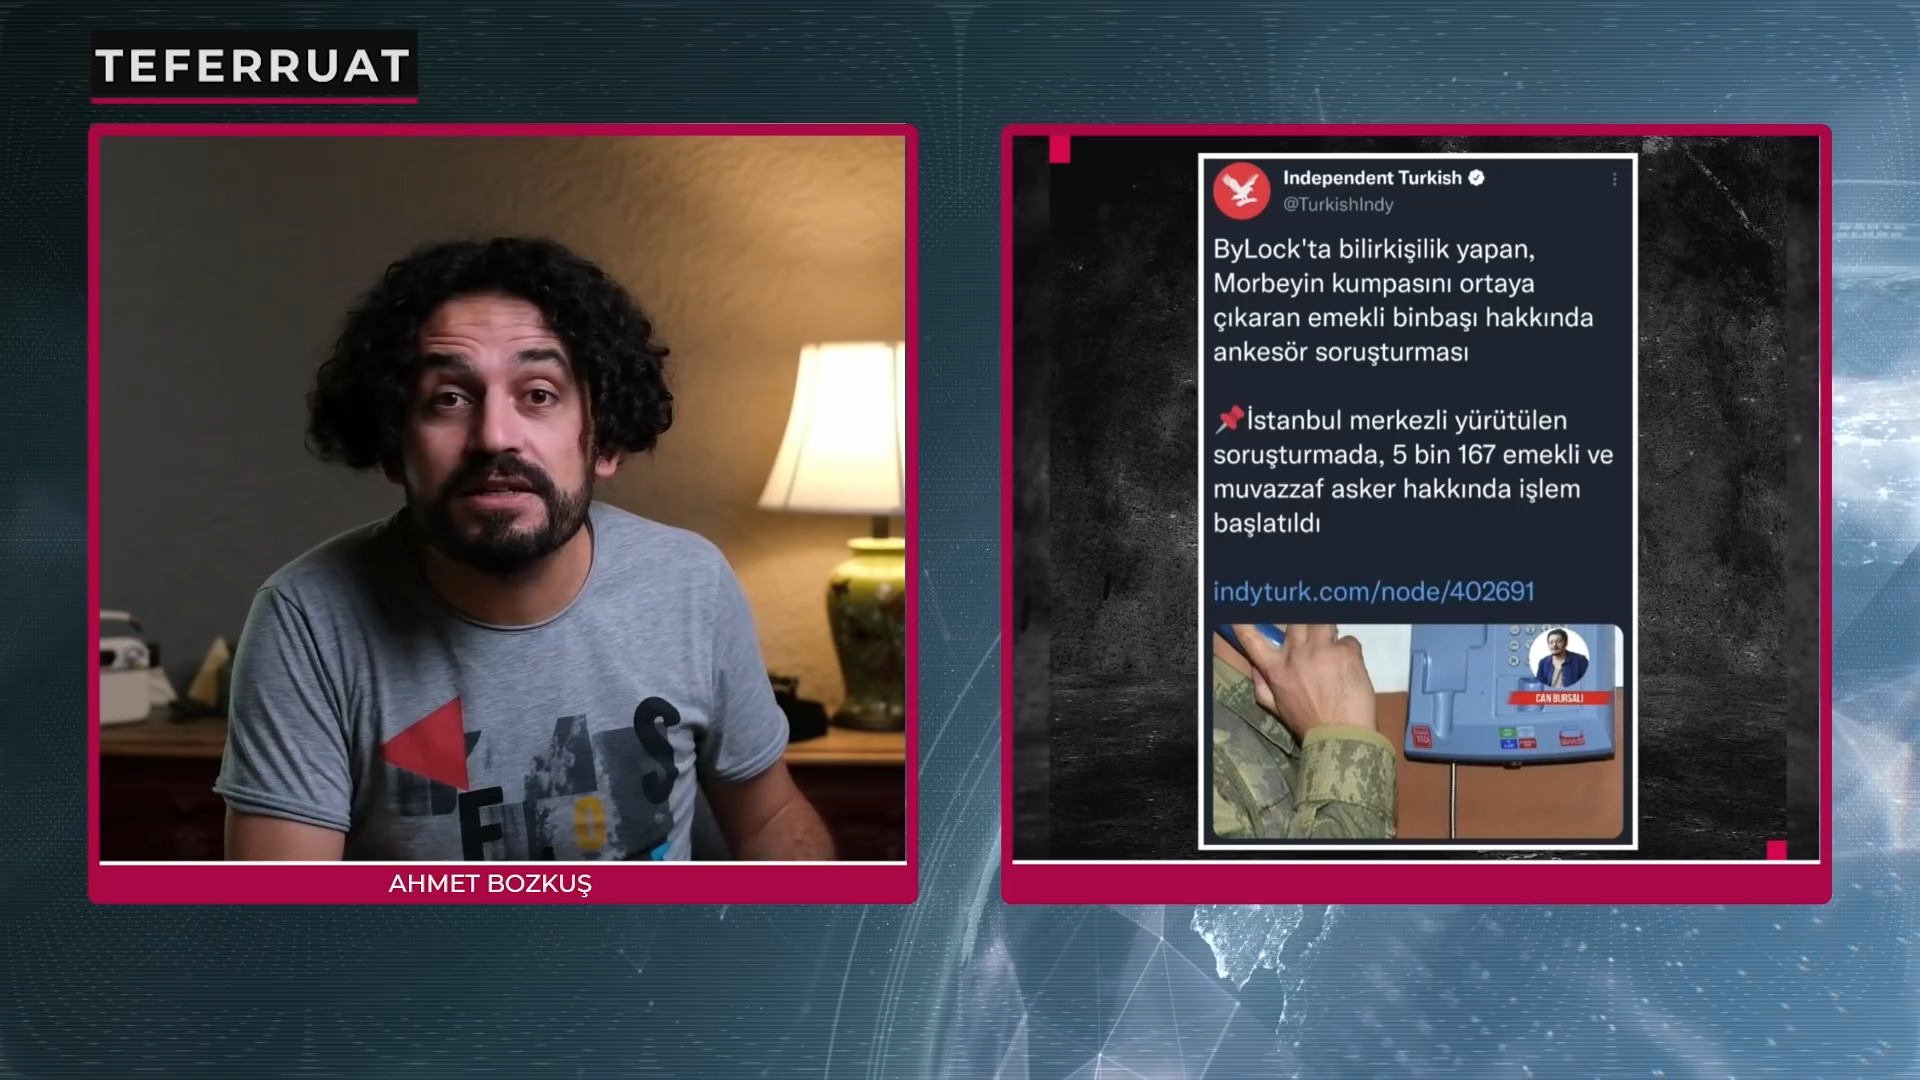 TEFERRUAT
AHMET BOZKUŞ
Independent Turkish
@TurkishIndy
ByLock'ta bilirkişilik yapan,
Morbeyin kumpasını ortaya
çıkaran emekli binbaşı hakkında
ankesör soruşturması
📌İstanbul merkezli yürütülen
soruşturmada, 5 bin 167 emekli ve
muvazzaf asker hakkında işlem
başlatıldı
indyturk.com/node/402691
CAN BURSALI
110